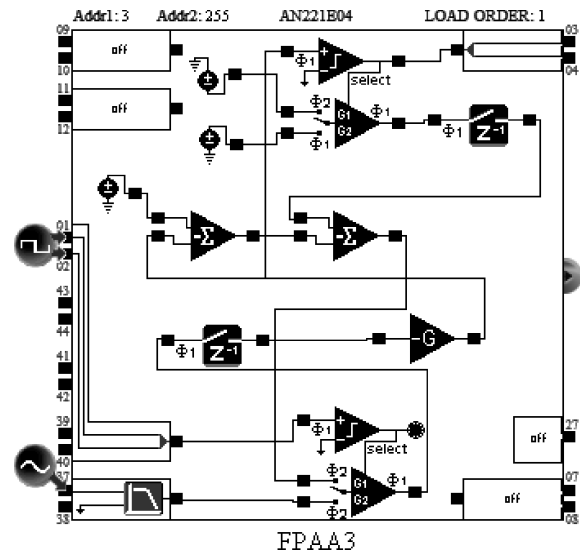 Addr1: 3 Addr2: 255 AN221E04 LOAD ORDER: 1
09
off
10
03
04
Φ1
select
11
off
12
Φ2
G1
G2
Φ1
Φ1
Φ1
Z-1
±
±
±
-Σ
-Σ
01
02
43
44
41
42
Φ1
Z-1
-G
39
40
Φ1
select
27
off
37
38
Φ2
G1
G2
Φ1
Φ2
07
off
08
FPAA3